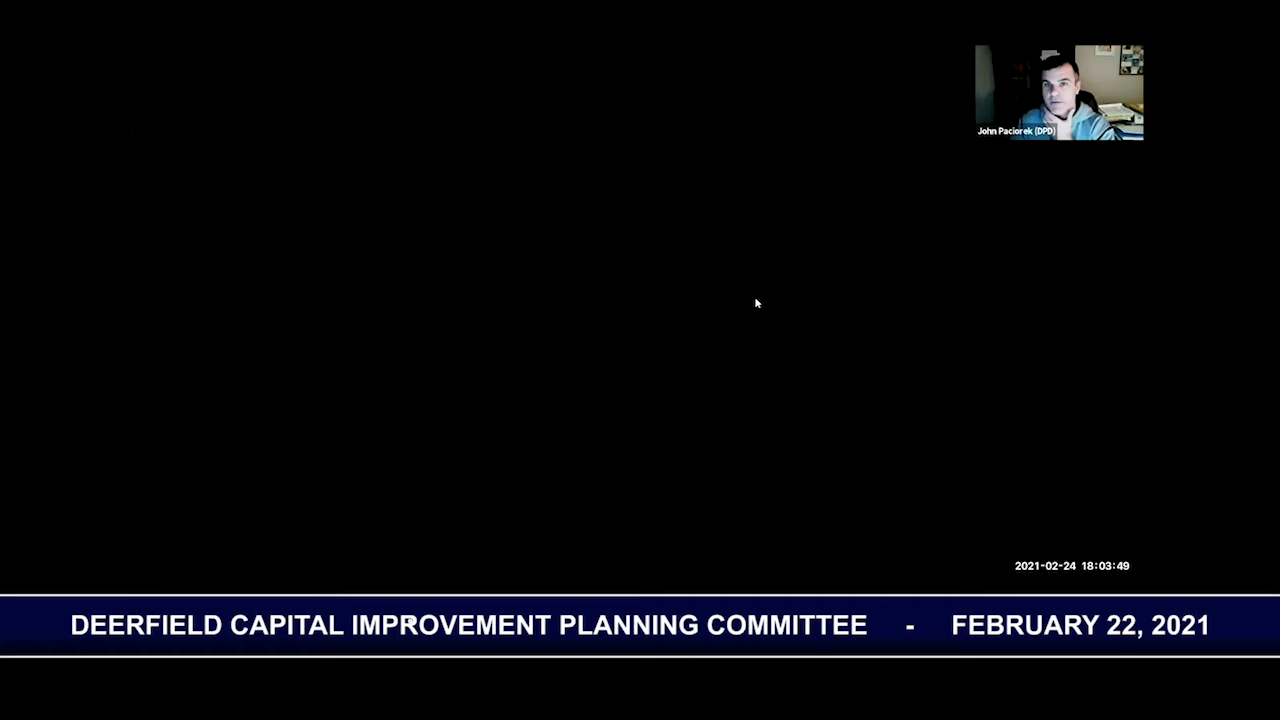 John Paciorek (DPD)
2021-02-24 18:03:49
DEERFIELD CAPITAL IMPROVEMENT PLANNING COMMITTEE - FEBRUARY 22, 2021